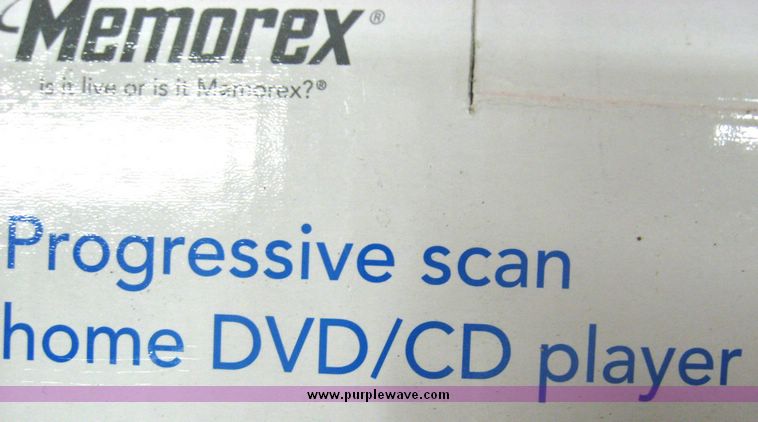 Memorex®
is it live or is it Memorex?®
Progressive scan
home DVD/CD player
www.purplewave.com